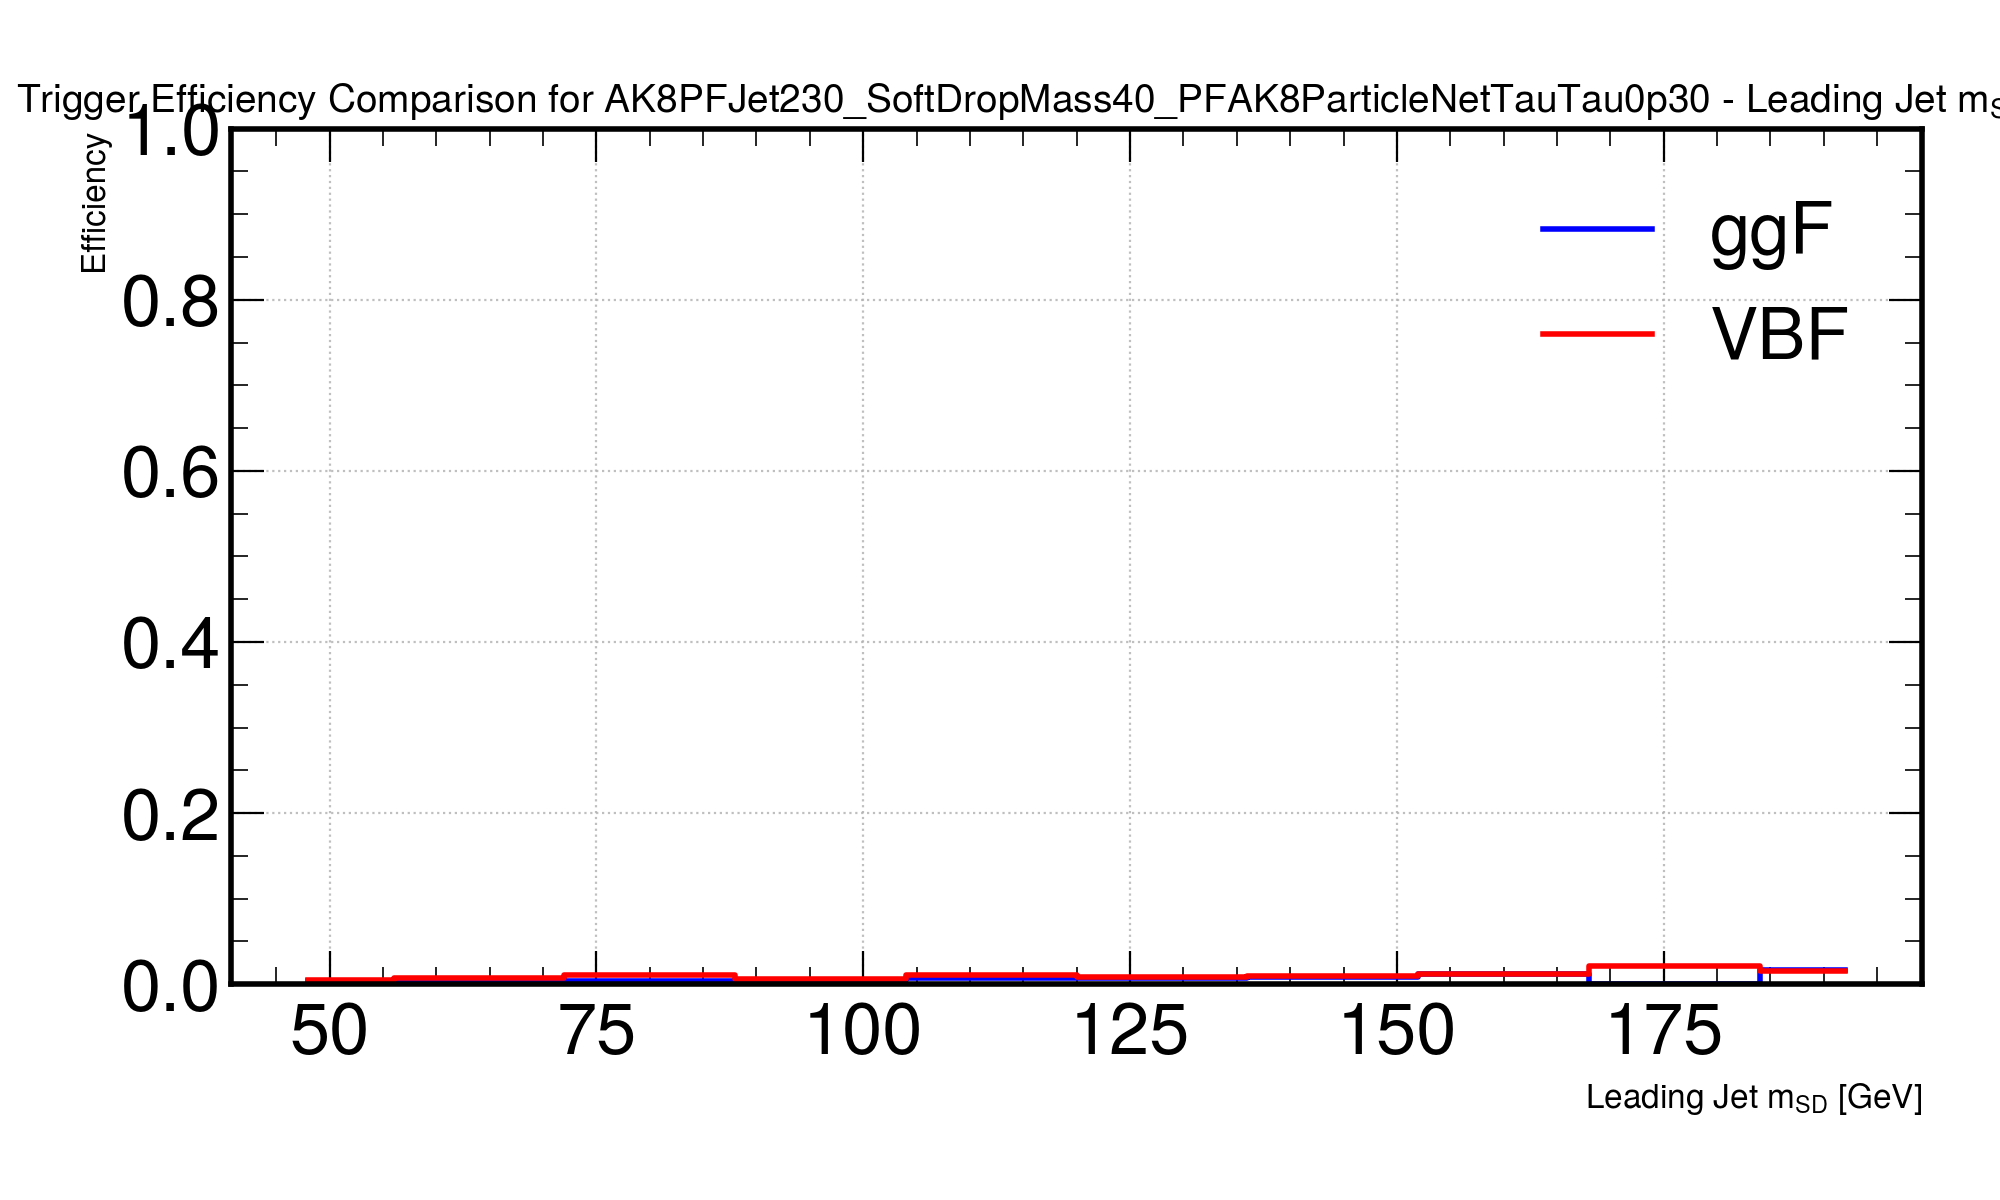 Trigger Efficiency Comparison for AK8PFJet230_SoftDropMass40_PFAK8ParticleNetTauTau0p30 - Leading Jet m
Efficiency
1.0
0.8
0.6
0.4
0.2
0.0
ggF
VBF
50 75 100 125 150 175
Leading Jet mSD [GeV]